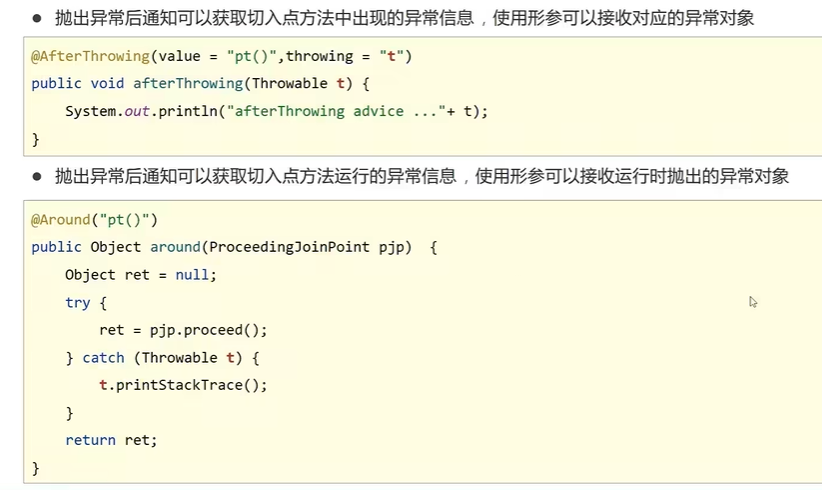 ● 抛出异常后通知可以获取切入点方法中出现的异常信息，使用形参可以接收对应的异常对象
@AfterThrowing(value = "pt()",throwing = "t")
public void afterThrowing(Throwable t) {
    System.out.println("afterThrowing advice ..."+ t);
}
● 抛出异常后通知可以获取切入点方法运行的异常信息，使用形参可以接收运行时抛出的异常对象
@Around("pt()")
public Object around(ProceedingJoinPoint pjp)  {
    Object ret = null;
    try {
        ret = pjp.proceed();
    } catch (Throwable t) {
        t.printStackTrace();
    }
    return ret;
}